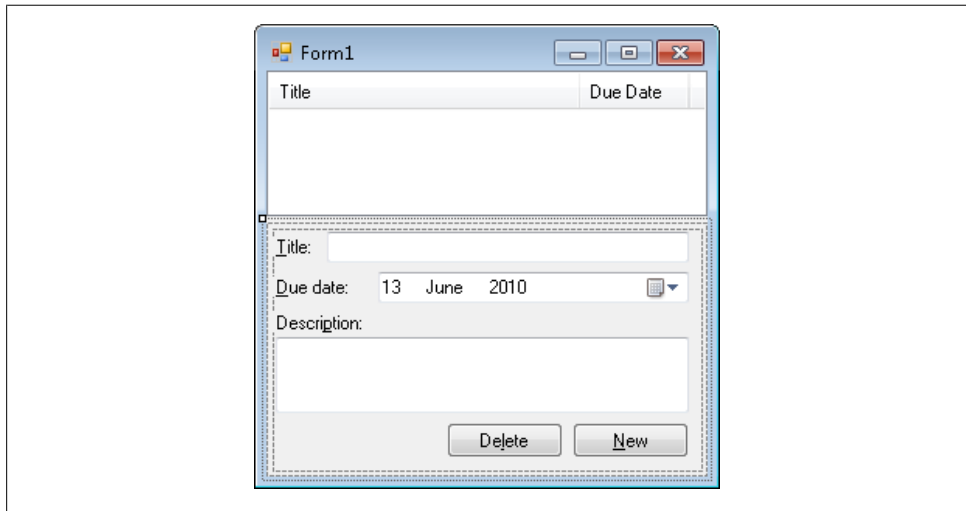 Form1
Title Due Date
Title:
Due date: 13 June 2010
Description:
Delete New